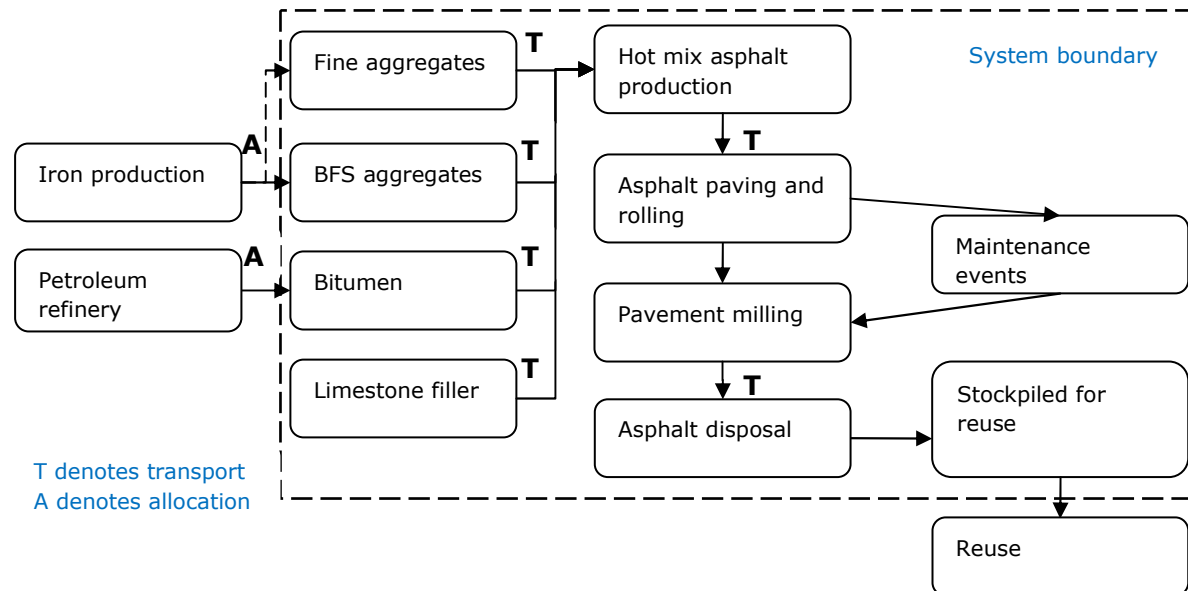 T
Fine aggregates
Hot mix asphalt
production
System boundary
A
Iron production
T
BFS aggregates
T
Asphalt paving and
rolling
A
Petroleum
refinery
T
Bitumen
Maintenance
events
Pavement milling
T
Limestone filler
T
Asphalt disposal
Stockpiled for
reuse
T denotes transport
A denotes allocation
Reuse